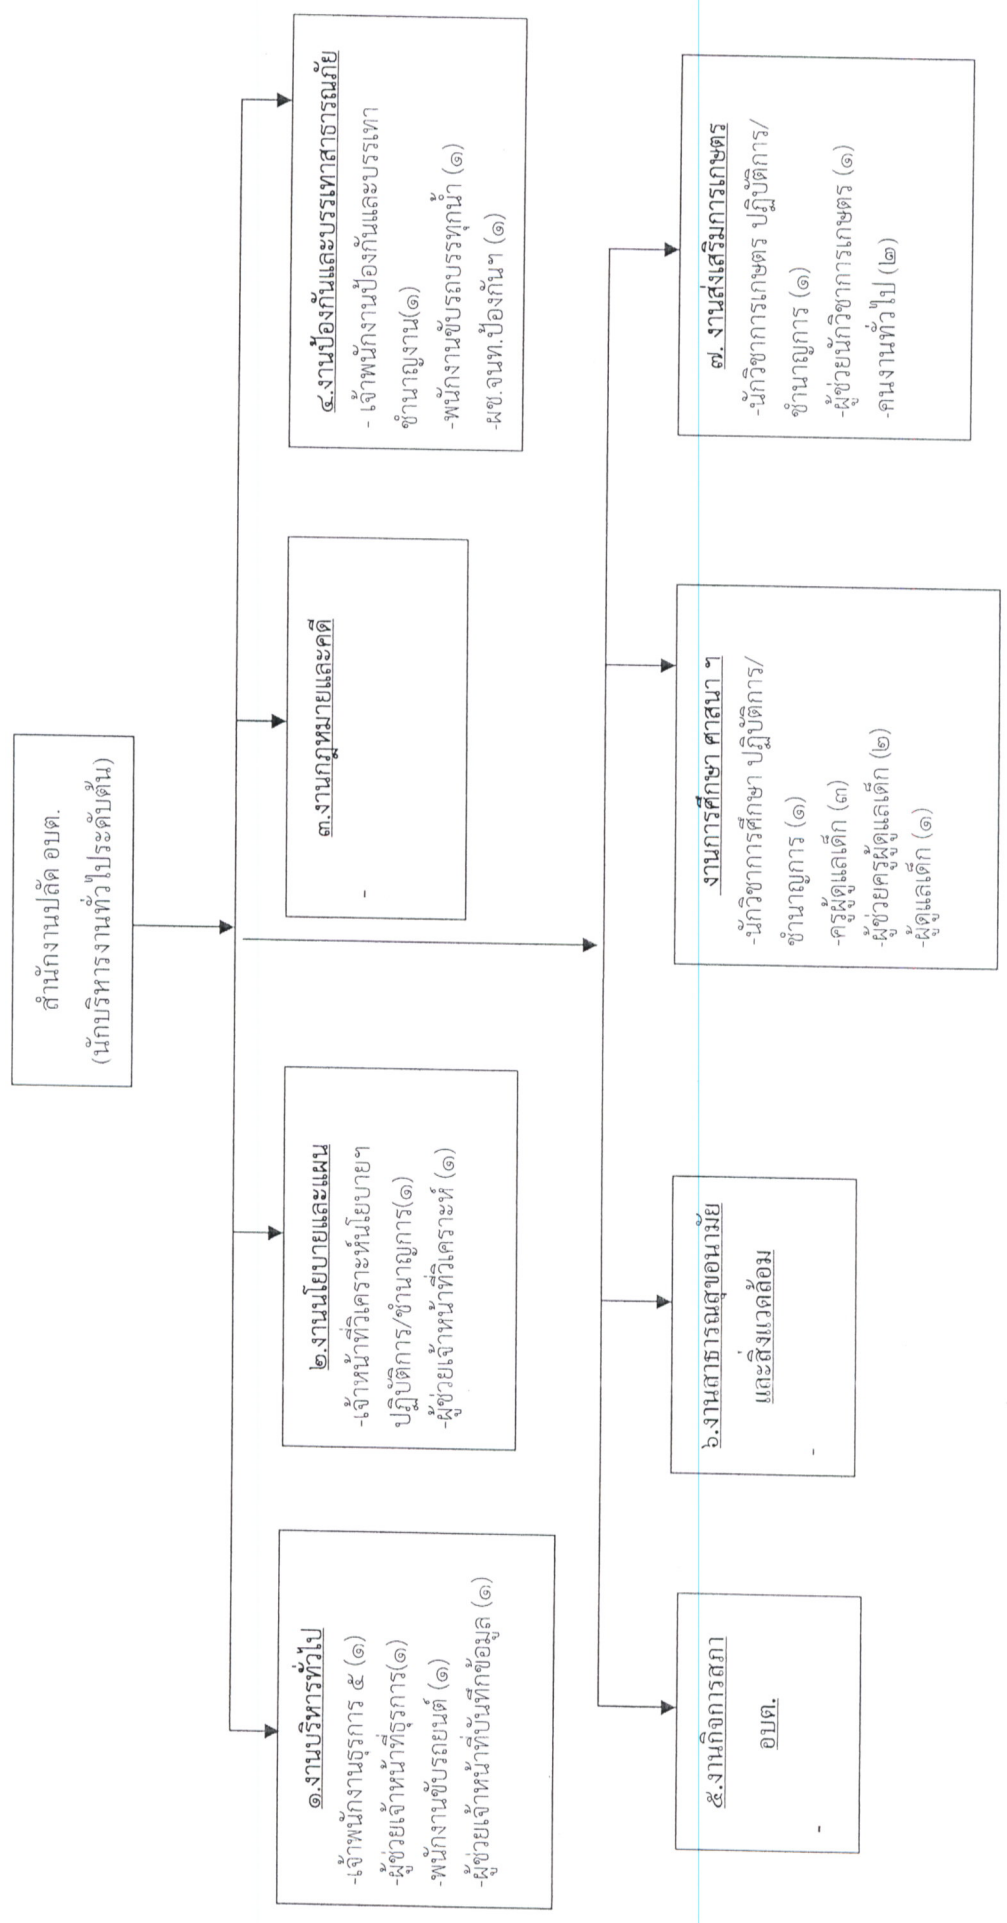 สำนักงานปลัด อบต.
(นักบริหารงานทั่วไประดับต้น)
๑.งานบริหารทั่วไป
-เจ้าพนักงานธุรการ ๕ (๑)
-ผู้ช่วยเจ้าหน้าที่ธุรการ(๑)
-พนักงานขับรถยนต์ (๑)
-ผู้ช่วยเจ้าหน้าที่บันทึกข้อมูล (๑)
๒.งานนโยบายและแผน
-เจ้าหน้าที่วิเคราะห์นโยบายฯ
ปฏิบัติการ/ชำนาญการ(๑)
-ผู้ช่วยเจ้าหน้าที่วิเคราะห์ (๑)
๓.งานกฎหมายและคดี
-
๔.งานป้องกันและบรรเทาสาธารณภัย
- เจ้าพนักงานป้องกันและบรรเทา
ชำนาญงาน(๑)
-พนักงานขับรถบรรทุกน้ำ (๑)
-ผช.จนท.ป้องกันฯ (๑)
๕.งานกิจการสภา
อบต.
-
๖.งานสาธารณสุขอนามัย
และสิ่งแวดล้อม
-
งานการศึกษา ศาสนา ฯ
-นักวิชาการศึกษา ปฏิบัติการ/
ชำนาญการ (๑)
-ครูผู้ดูแลเด็ก (๓)
-ผู้ช่วยครูผู้ดูแลเด็ก (๒)
-ผู้ดูแลเด็ก (๑)
๗. งานส่งเสริมการเกษตร
-นักวิชาการเกษตร ปฏิบัติการ/
ชำนาญการ (๑)
-ผู้ช่วยนักวิชาการเกษตร (๑)
-คนงานทั่วไป (๒)